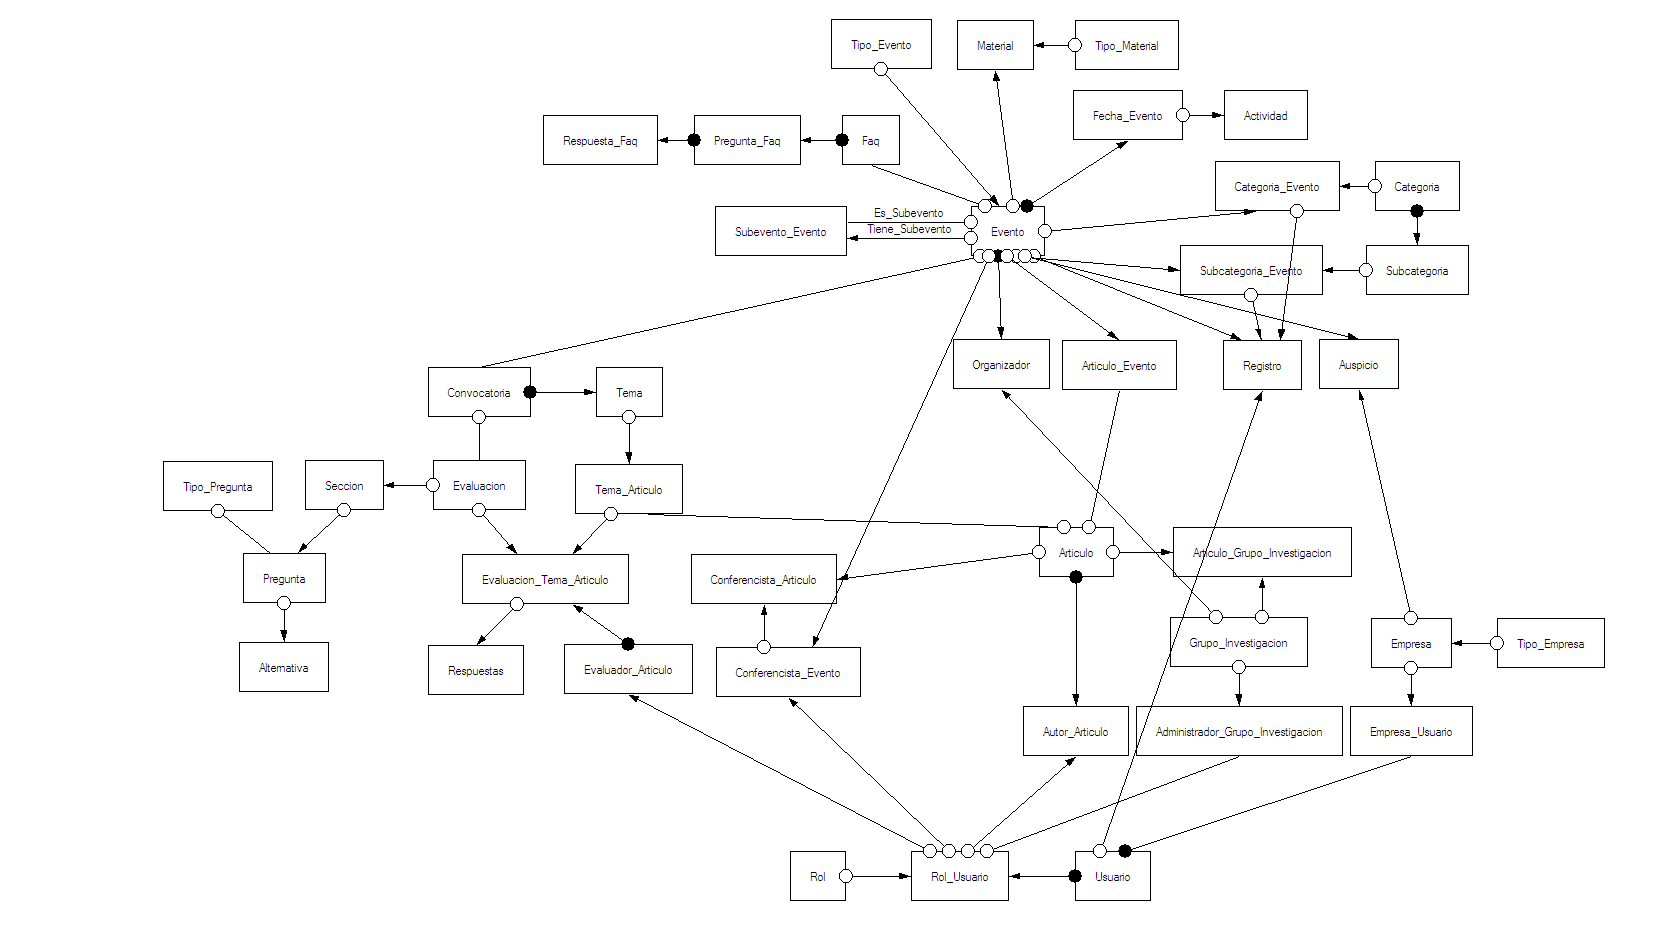 Tipo_Evento
Material
Tipo_Material
Fecha_Evento
Actividad
Respuesta_Faq
Pregunta_Faq
Faq
Categoria_Evento
Categoria
Es_Subevento
Subevento_Evento
Tiene_Subevento
Evento
Subcategoria_Evento
Subcategoria
Organizador
Articulo_Evento
Registro
Auspicio
Convocatoria
Tema
Tipo_Pregunta
Seccion
Evaluacion
Tema_Articulo
Articulo
Articulo_Grupo_Investigacion
Pregunta
Evaluacion_Tema_Articulo
Conferencista_Articulo
Grupo_Investigacion
Empresa
Tipo_Empresa
Alternativa
Respuestas
Evaluador_Articulo
Conferencista_Evento
Autor_Articulo
Administrador_Grupo_Investigacion
Empresa_Usuario
Rol
Rol_Usuario
Usuario